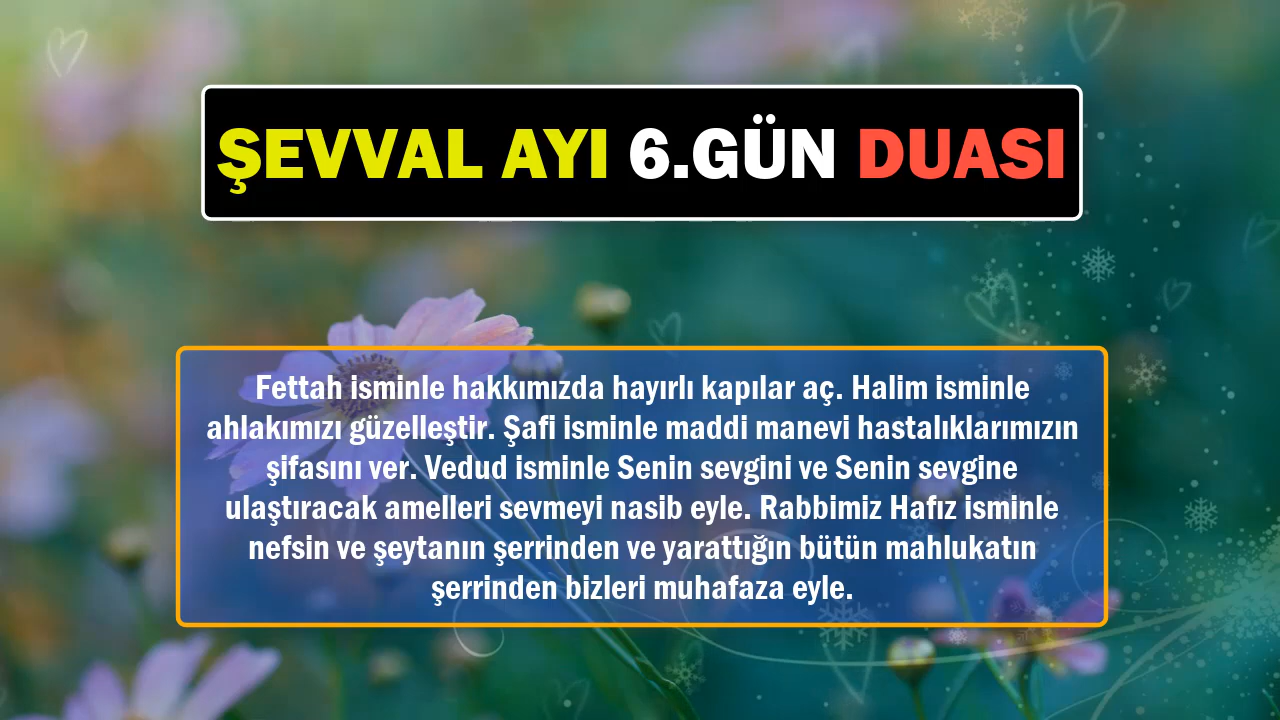 ŞEVVAL AYI 6.GÜN DUASI
Fettah isminle hakkımızda hayırlı kapılar aç. Halim isminle
ahlakımızı güzelleştir. Şafi isminle maddi manevi hastalıklarımızın
şifasını ver. Vedud isminle Senin sevgini ve Senin sevgine
ulaştıracak amelleri sevmeyi nasib eyle. Rabbimiz Hafız isminle
nefsin ve şeytanın şerrinden ve yarattığın bütün mahlukatın
şerrinden bizleri muhafaza eyle.